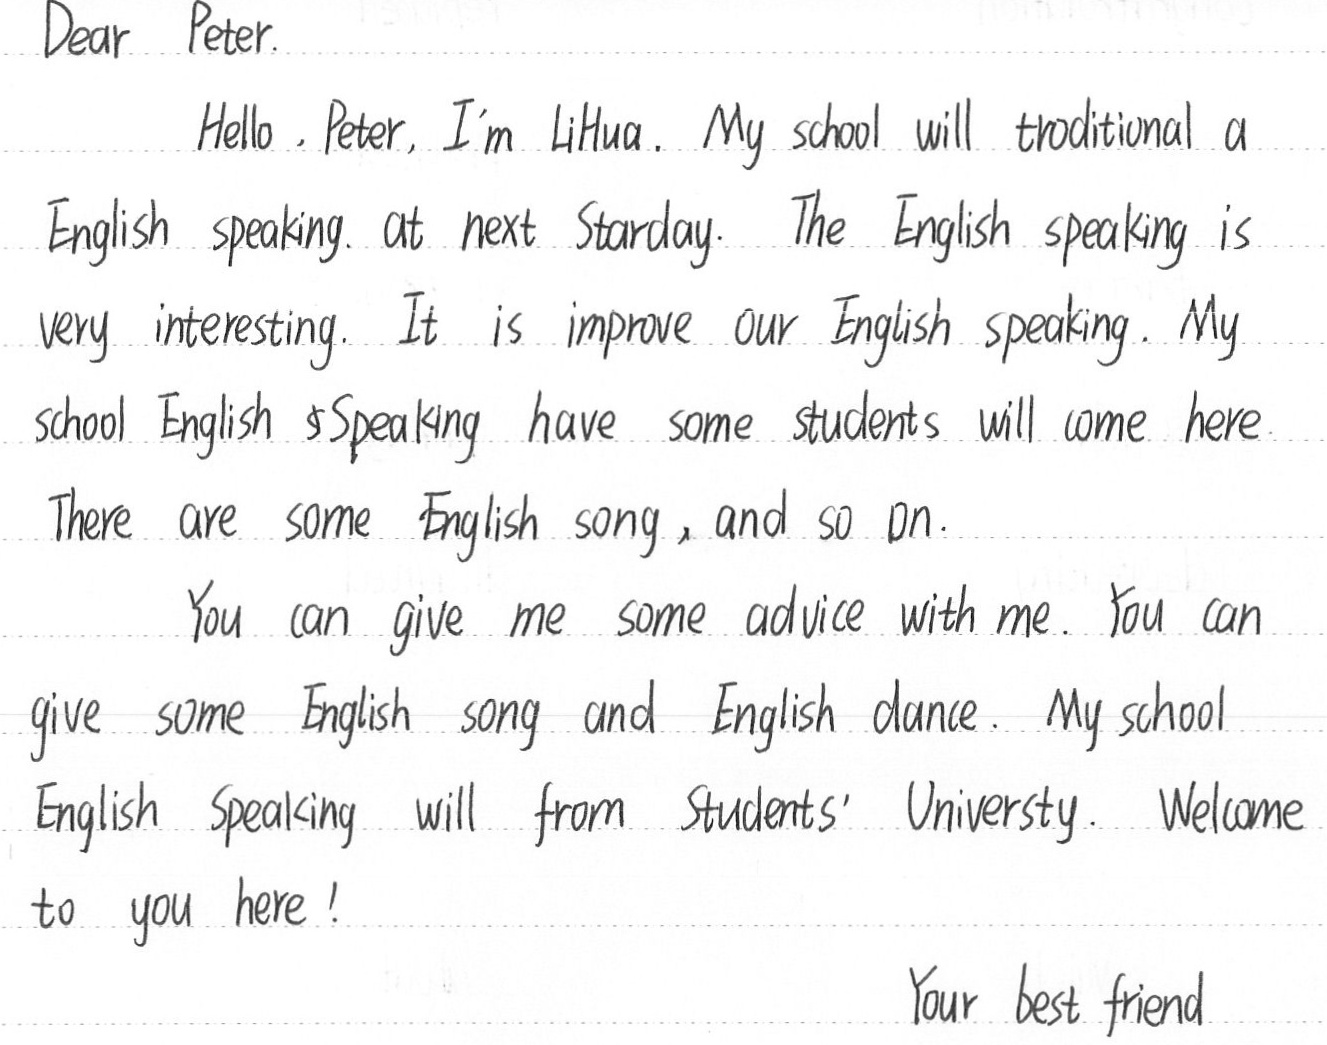 Dear Peter.
Hello, Peter, I'm LiHua. My school will troditional a
English speaking. at next Starday. The English speaking is
very interesting. It is improve our English speaking. My
school English Speaking have some students will come here.
There are some English song, and so on.
You can give me some advice with me. You can
give some English song and English dance. My school
English Speaking will from Students' Universty. Welcome
to you here!
Your best friend